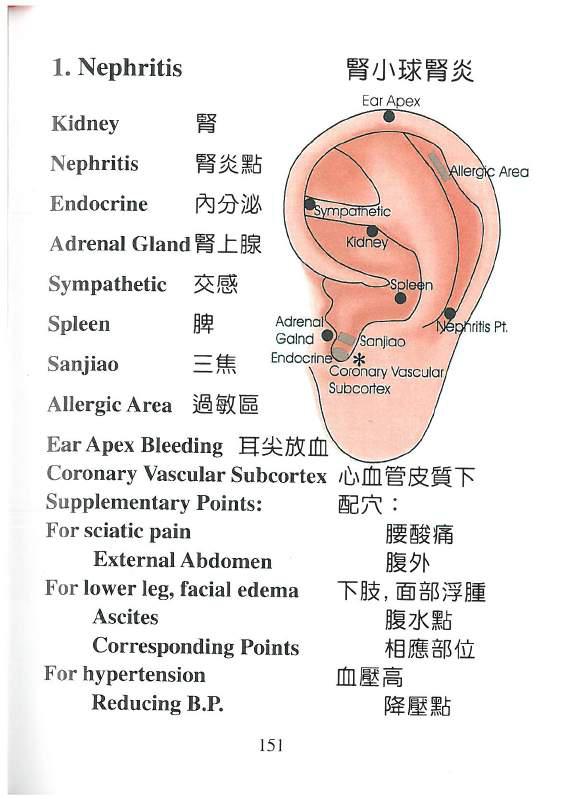 1. Nephritis 腎小球腎炎
Ear Apex
Kidney 腎
Nephritis 腎炎點
Allergic Area
Endocrine 內分泌
Sympathetic
Adrenal Gland 腎上腺
Kidney
Sympathetic 交感
Spleen
Spleen 脾
Adrenal
Galnd
Nephritis Pt.
Sanjiao
Sanjiao 三焦
Endocrine
*
Coronary Vascular
Subcortex
Allergic Area 過敏區
Ear Apex Bleeding 耳尖放血
Coronary Vascular Subcortex 心血管皮質下
Supplementary Points: 配穴：
For sciatic pain 腰酸痛
External Abdomen 腹外
For lower leg, facial edema 下肢, 面部浮腫
Ascites 腹水點
Corresponding Points 相應部位
For hypertension 血壓高
Reducing B.P. 降壓點
151